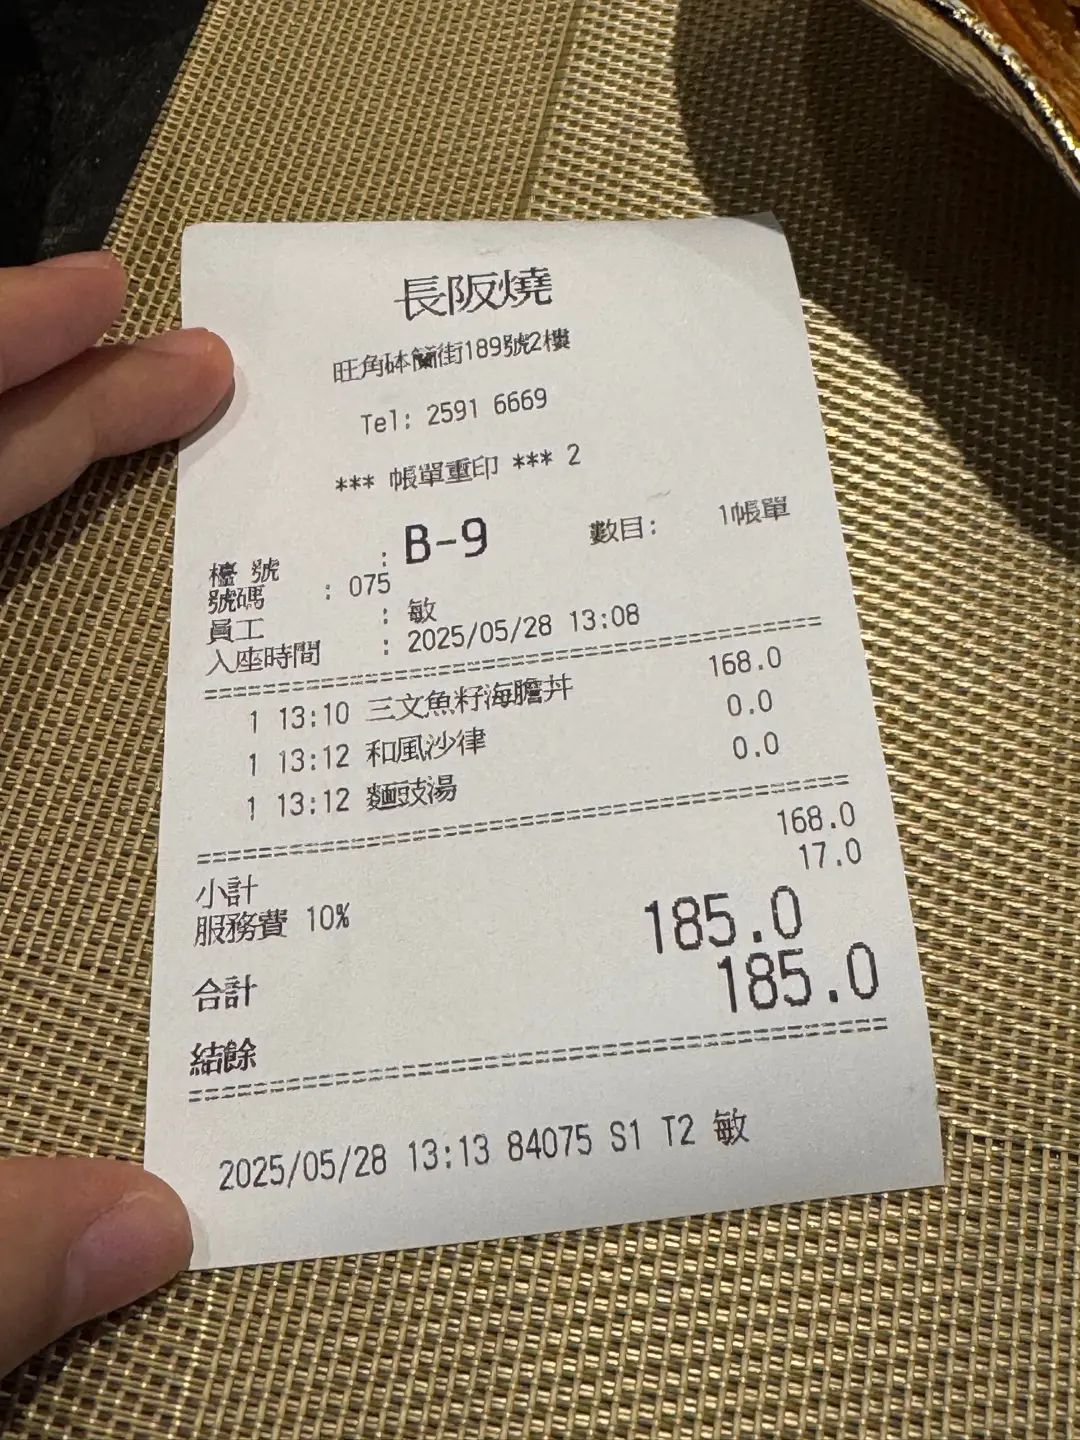 長阪燒
旺角砵蘭街189號2樓
Tel: 2591 6669
*** 帳單重印 *** 2
檯 號 : B-9 數目: 1帳單
號碼 : 075
員工 : 敏
入座時間 : 2025/05/28 13:08
1 13:10 三文魚籽海膽丼 168.0
1 13:12 和風沙律 0.0
1 13:12 麵豉湯 0.0
小計 168.0
服務費 10% 17.0
合計 185.0
結餘 185.0
2025/05/28 13:13 84075 S1 T2 敏